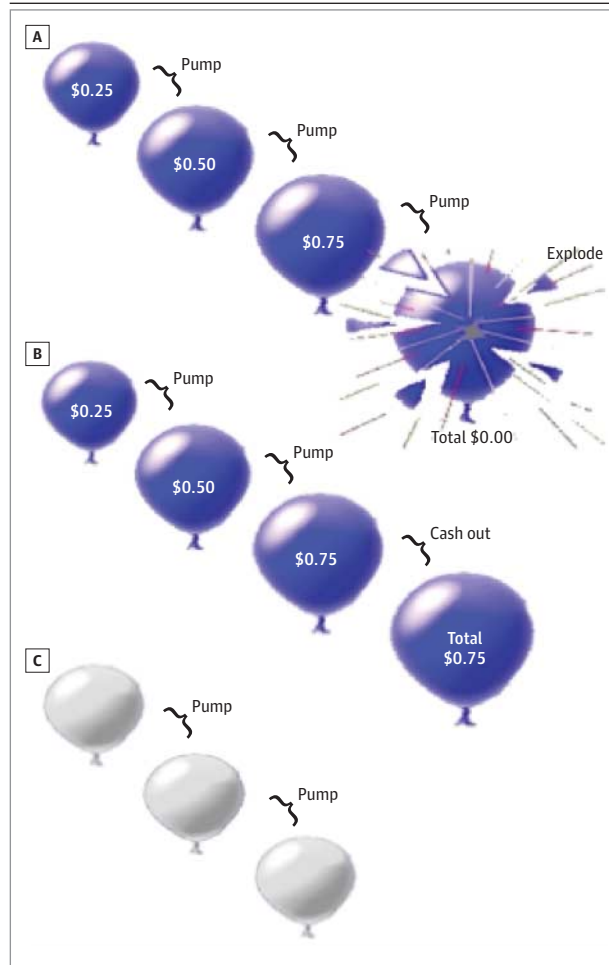 A
$0.25
Pump
$0.50
Pump
$0.75
Pump
Explode
Total $0.00
B
$0.25
Pump
$0.50
Pump
$0.75
Cash out
Total
$0.75
C
Pump
Pump